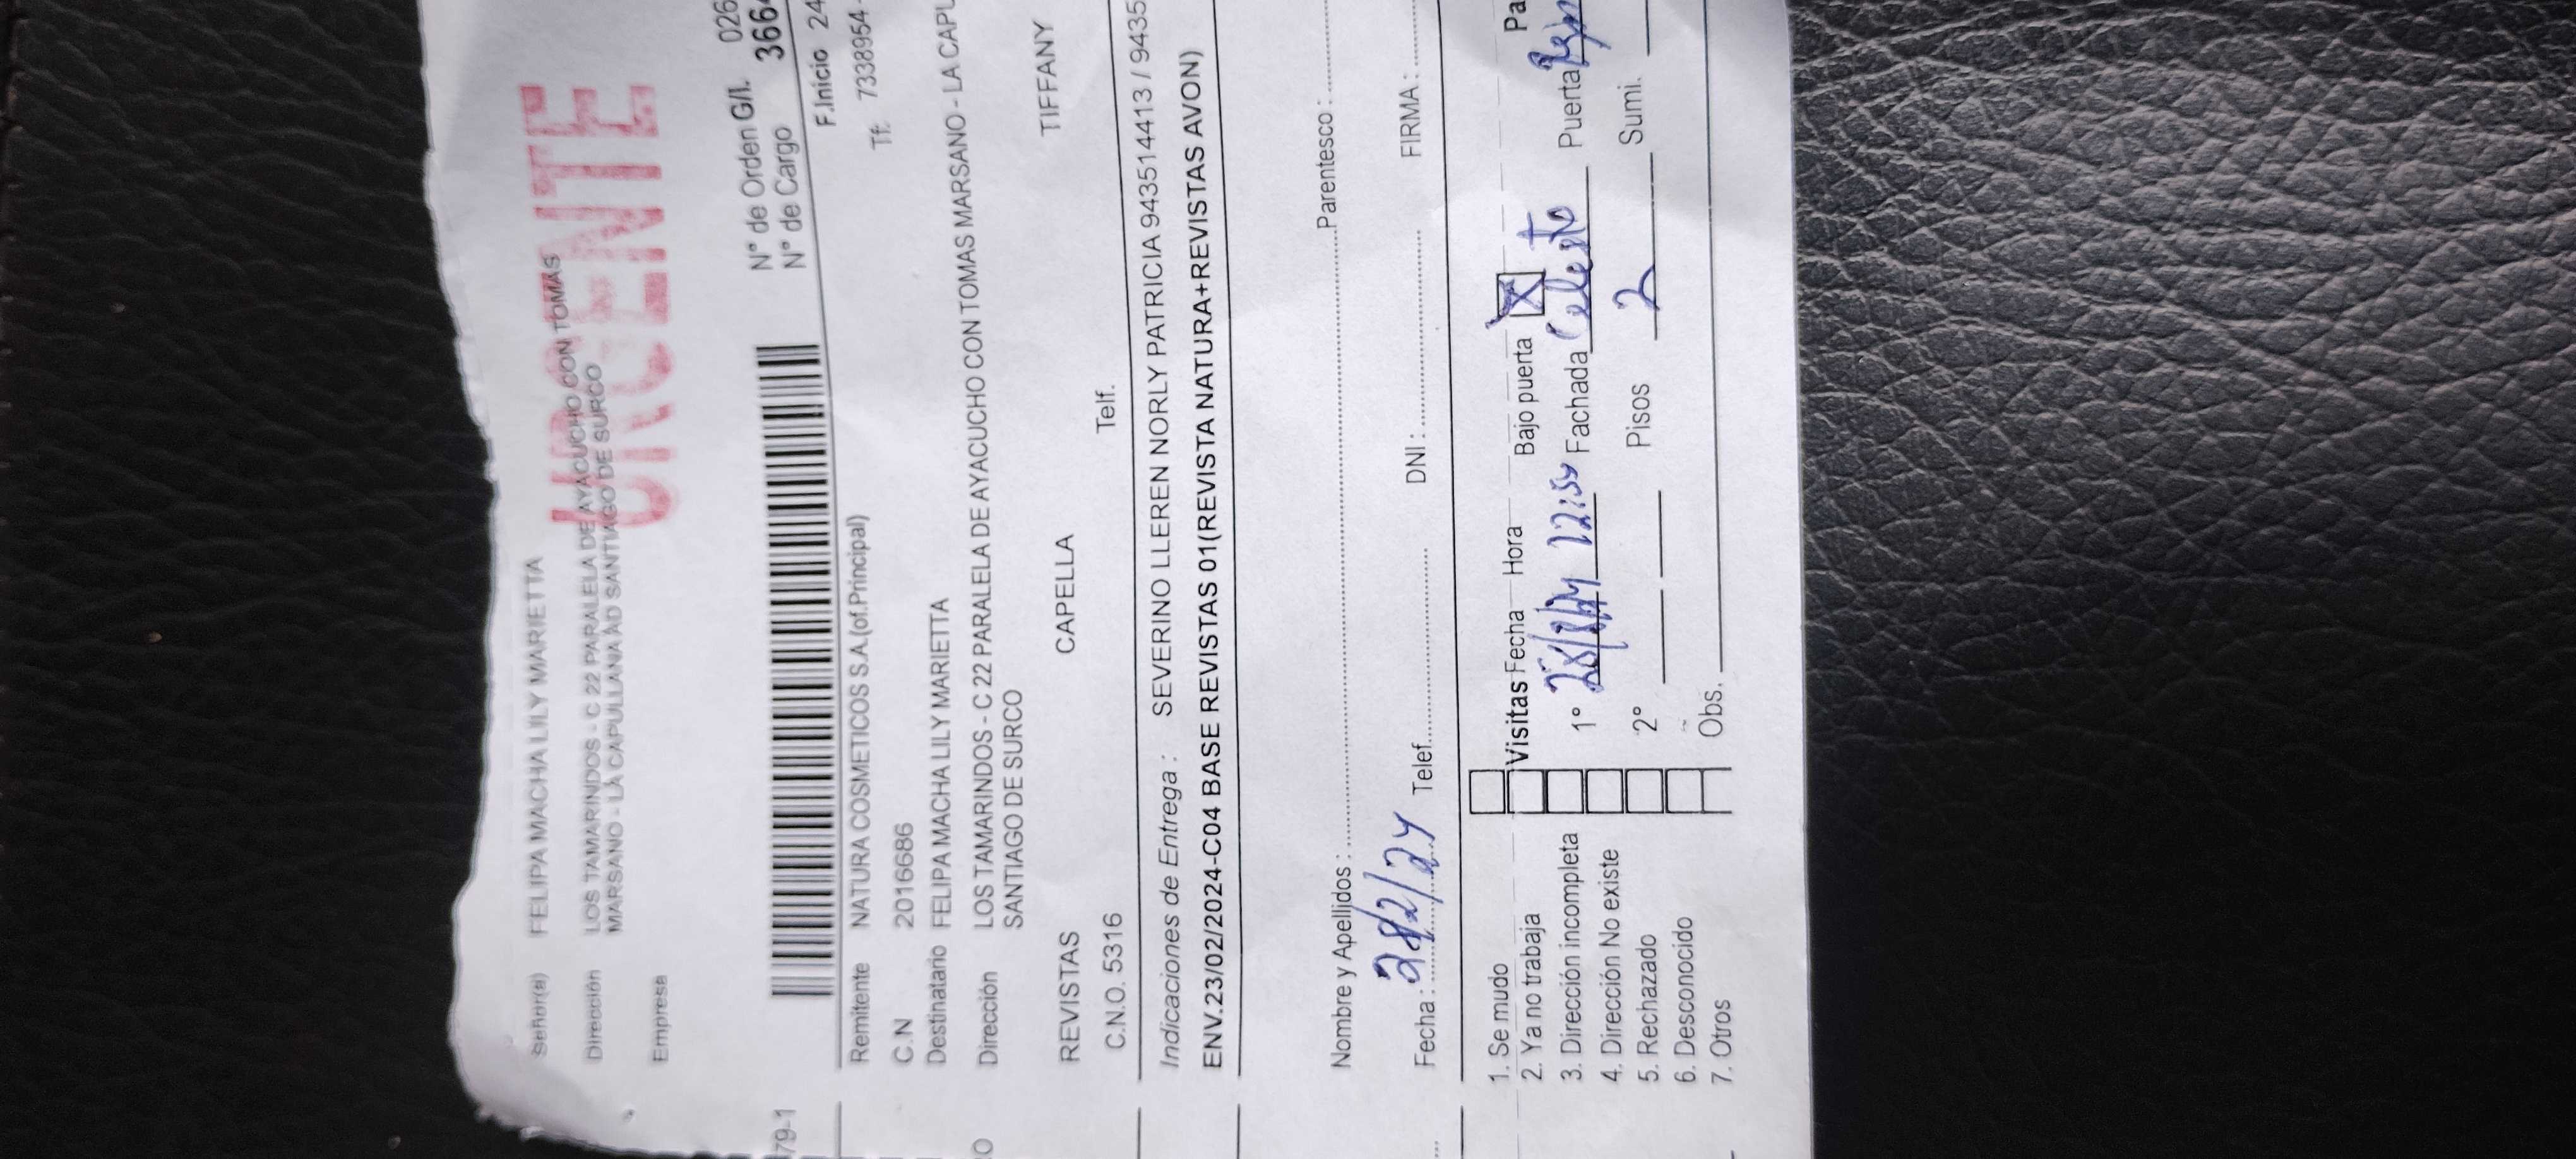 Señor(a) FELIPA MACHA LILY MARIETTA
Dirección LOS TAMARINDOS - C 22 PARALELA DE AYACUCHO CON TOMAS
MARSANO - LA CAPULLANA AD SANTIAGO DE SURCO
Empresa
URGENTE
N° de Orden G/l. 026
N° de Cargo 3664
F.Inicio 24
79-1
Remitente NATURA COSMETICOS S.A.(of.Principal)
Tf: 7338954 -
C.N 2016686
Destinatario FELIPA MACHA LILY MARIETTA
Dirección LOS TAMARINDOS - C 22 PARALELA DE AYACUCHO CON TOMAS MARSANO - LA CAPU
SANTIAGO DE SURCO
REVISTAS CAPELLA TIFFANY
C.N.O. 5316 Telf.
Indicaciones de Entrega : SEVERINO LLEREN NORLY PATRICIA 943514413 / 9435
ENV.23/02/2024-C04 BASE REVISTAS 01(REVISTA NATURA+REVISTAS AVON)
Nombre y Apellidos : Parentesco :
Fecha : 28/2/24 Telef. DNI : FIRMA :
1. Se mudo
2. Ya no trabaja Visitas Fecha Hora Bajo puerta X Pa
3. Dirección incompleta 1° Fachada Celeste Puerta
4. Dirección No existe
5. Rechazado 2° Pisos 2 Sumi.
6. Desconocido
7. Otros Obs.